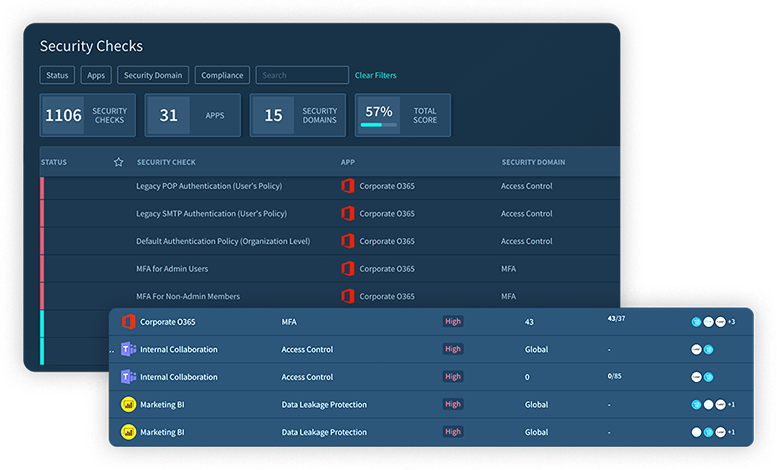 Security Checks
Status Apps Security Domain Compliance Search Clear Filters
1106 SECURITY CHECKS 31 APPS 15 SECURITY DOMAINS 57% TOTAL SCORE
STATUS SECURITY CHECK APP SECURITY DOMAIN
Legacy POP Authentication (User's Policy) Corporate O365 Access Control
Legacy SMTP Authentication (User's Policy) Corporate O365 Access Control
Default Authentication Policy (Organization Level) Corporate O365 Access Control
MFA for Admin Users Corporate O365 MFA
MFA For Non-Admin Members Corporate O365 MFA
Corporate O365 MFA High 43 43/37 +3
Internal Collaboration Access Control High Global -
Internal Collaboration Access Control High 0 0/85
Marketing BI Data Leakage Protection High Global - +1
Marketing BI Data Leakage Protection High Global - +1